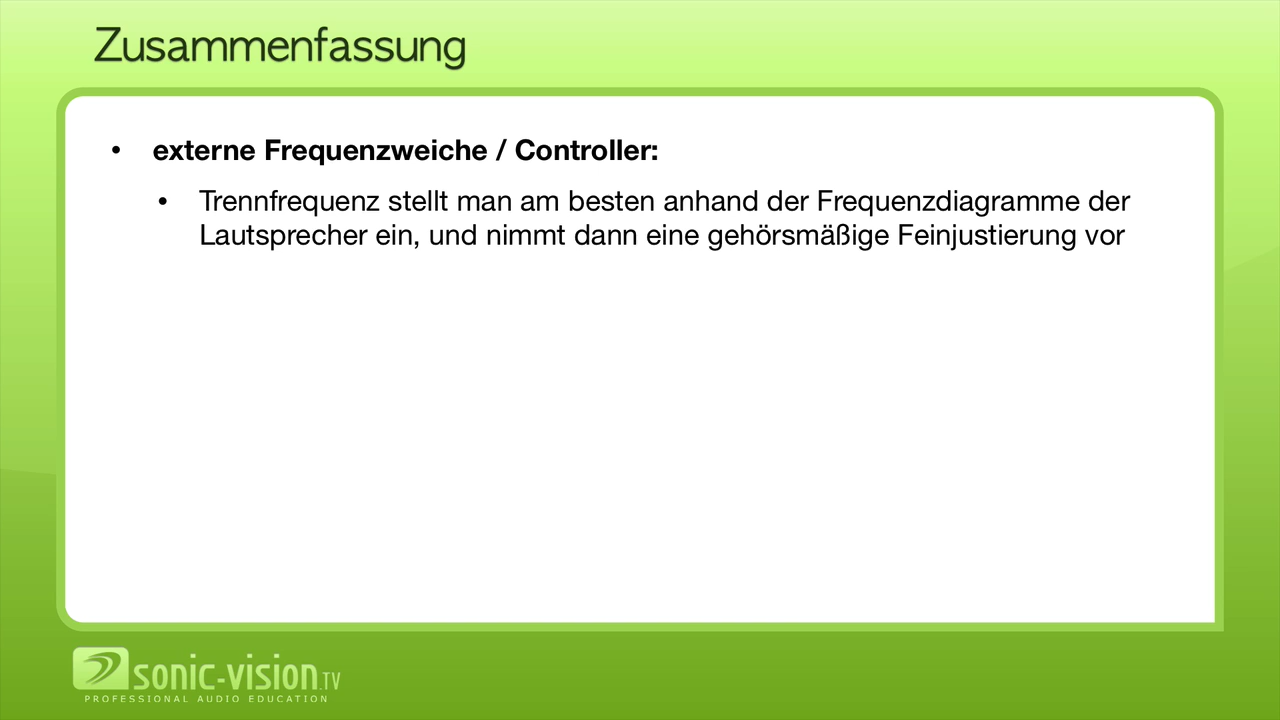 Zusammenfassung
• externe Frequenzweiche / Controller:
• Trennfrequenz stellt man am besten anhand der Frequenzdiagramme der
Lautsprecher ein, und nimmt dann eine gehörsmäßige Feinjustierung vor
sonic-vision.TV
PROFESSIONAL AUDIO EDUCATION